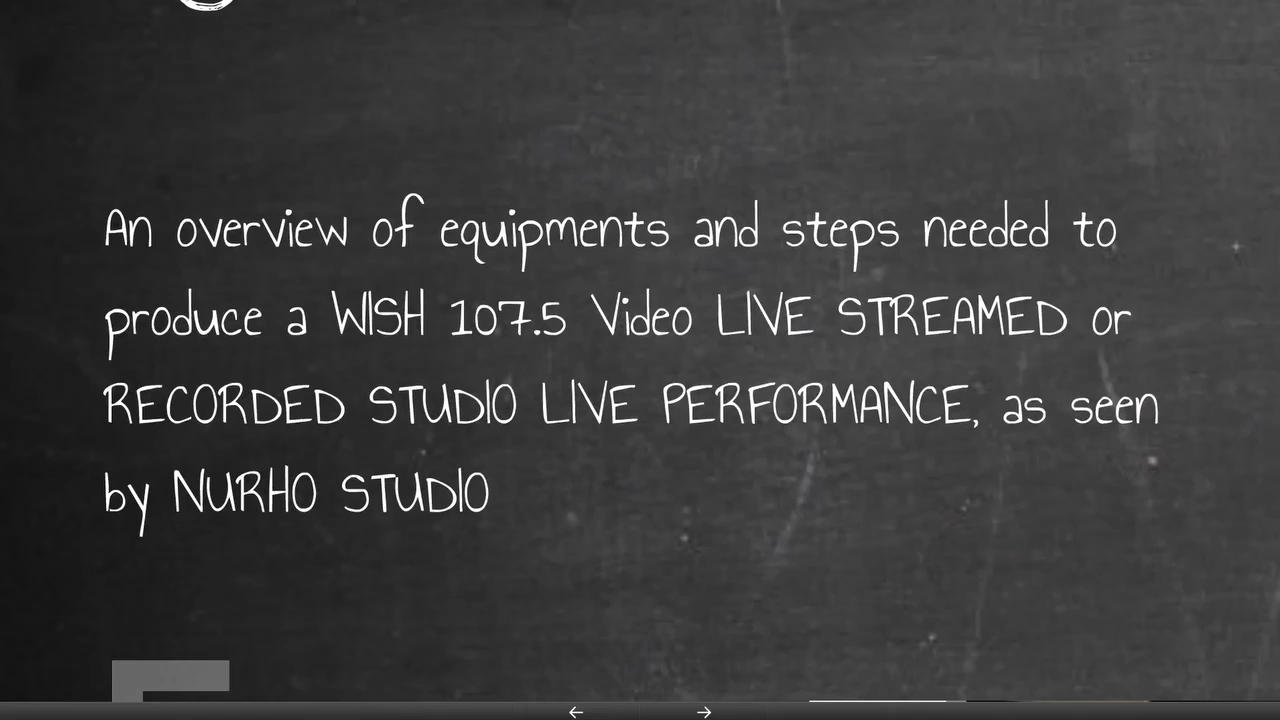 An overview of equipments and steps needed to
produce a WISH 107.5 Video LIVE STREAMED or
RECORDED STUDIO LIVE PERFORMANCE, as seen
by NURHO STUDIO